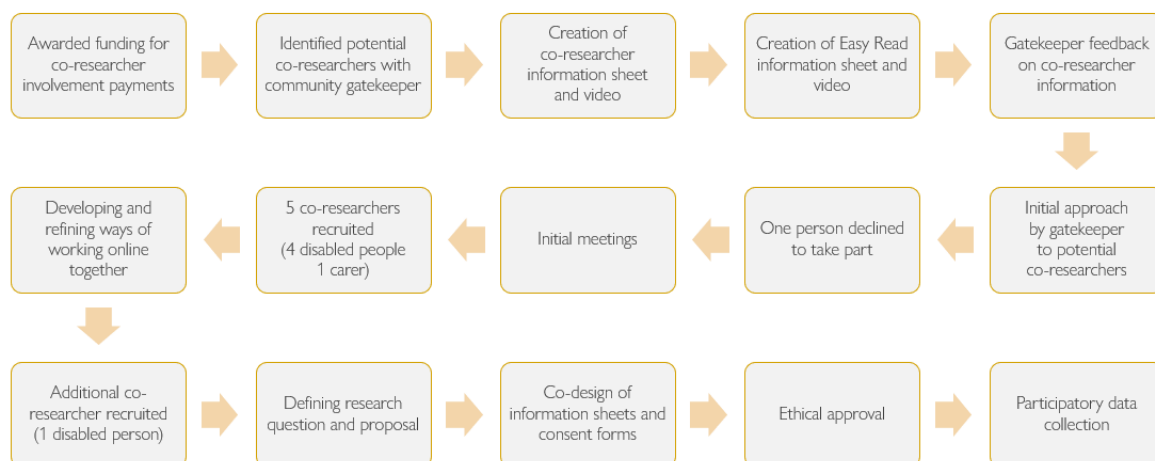 Awarded funding for
co-researcher
involvement payments
Identified potential
co-researchers with
community gatekeeper
Creation of
co-researcher
information sheet
and video
Creation of Easy Read
information sheet and
video
Gatekeeper feedback
on co-researcher
information
Initial approach
by gatekeeper
to potential
co-researchers
One person declined
to take part
Initial meetings
5 co-researchers
recruited
(4 disabled people
1 carer)
Developing and
refining ways of
working online
together
Additional co-
researcher recruited
(1 disabled person)
Defining research
question and proposal
Co-design of
information sheets and
consent forms
Ethical approval
Participatory data
collection